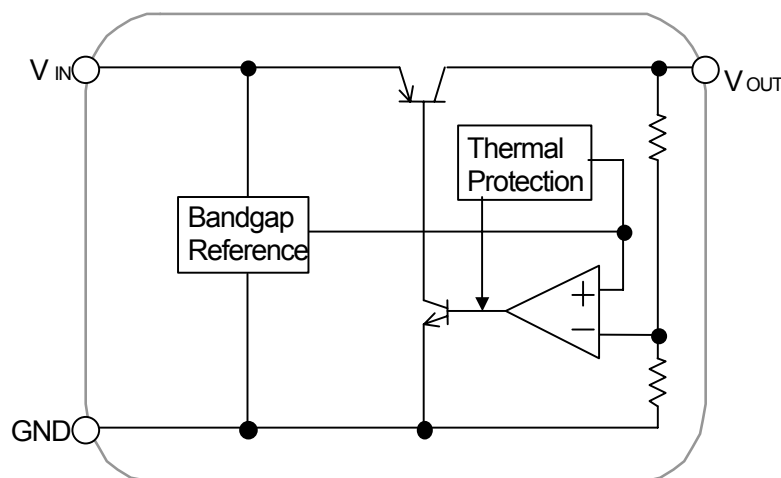 V IN
V OUT
Thermal
Protection
Bandgap
Reference
+
−
GND